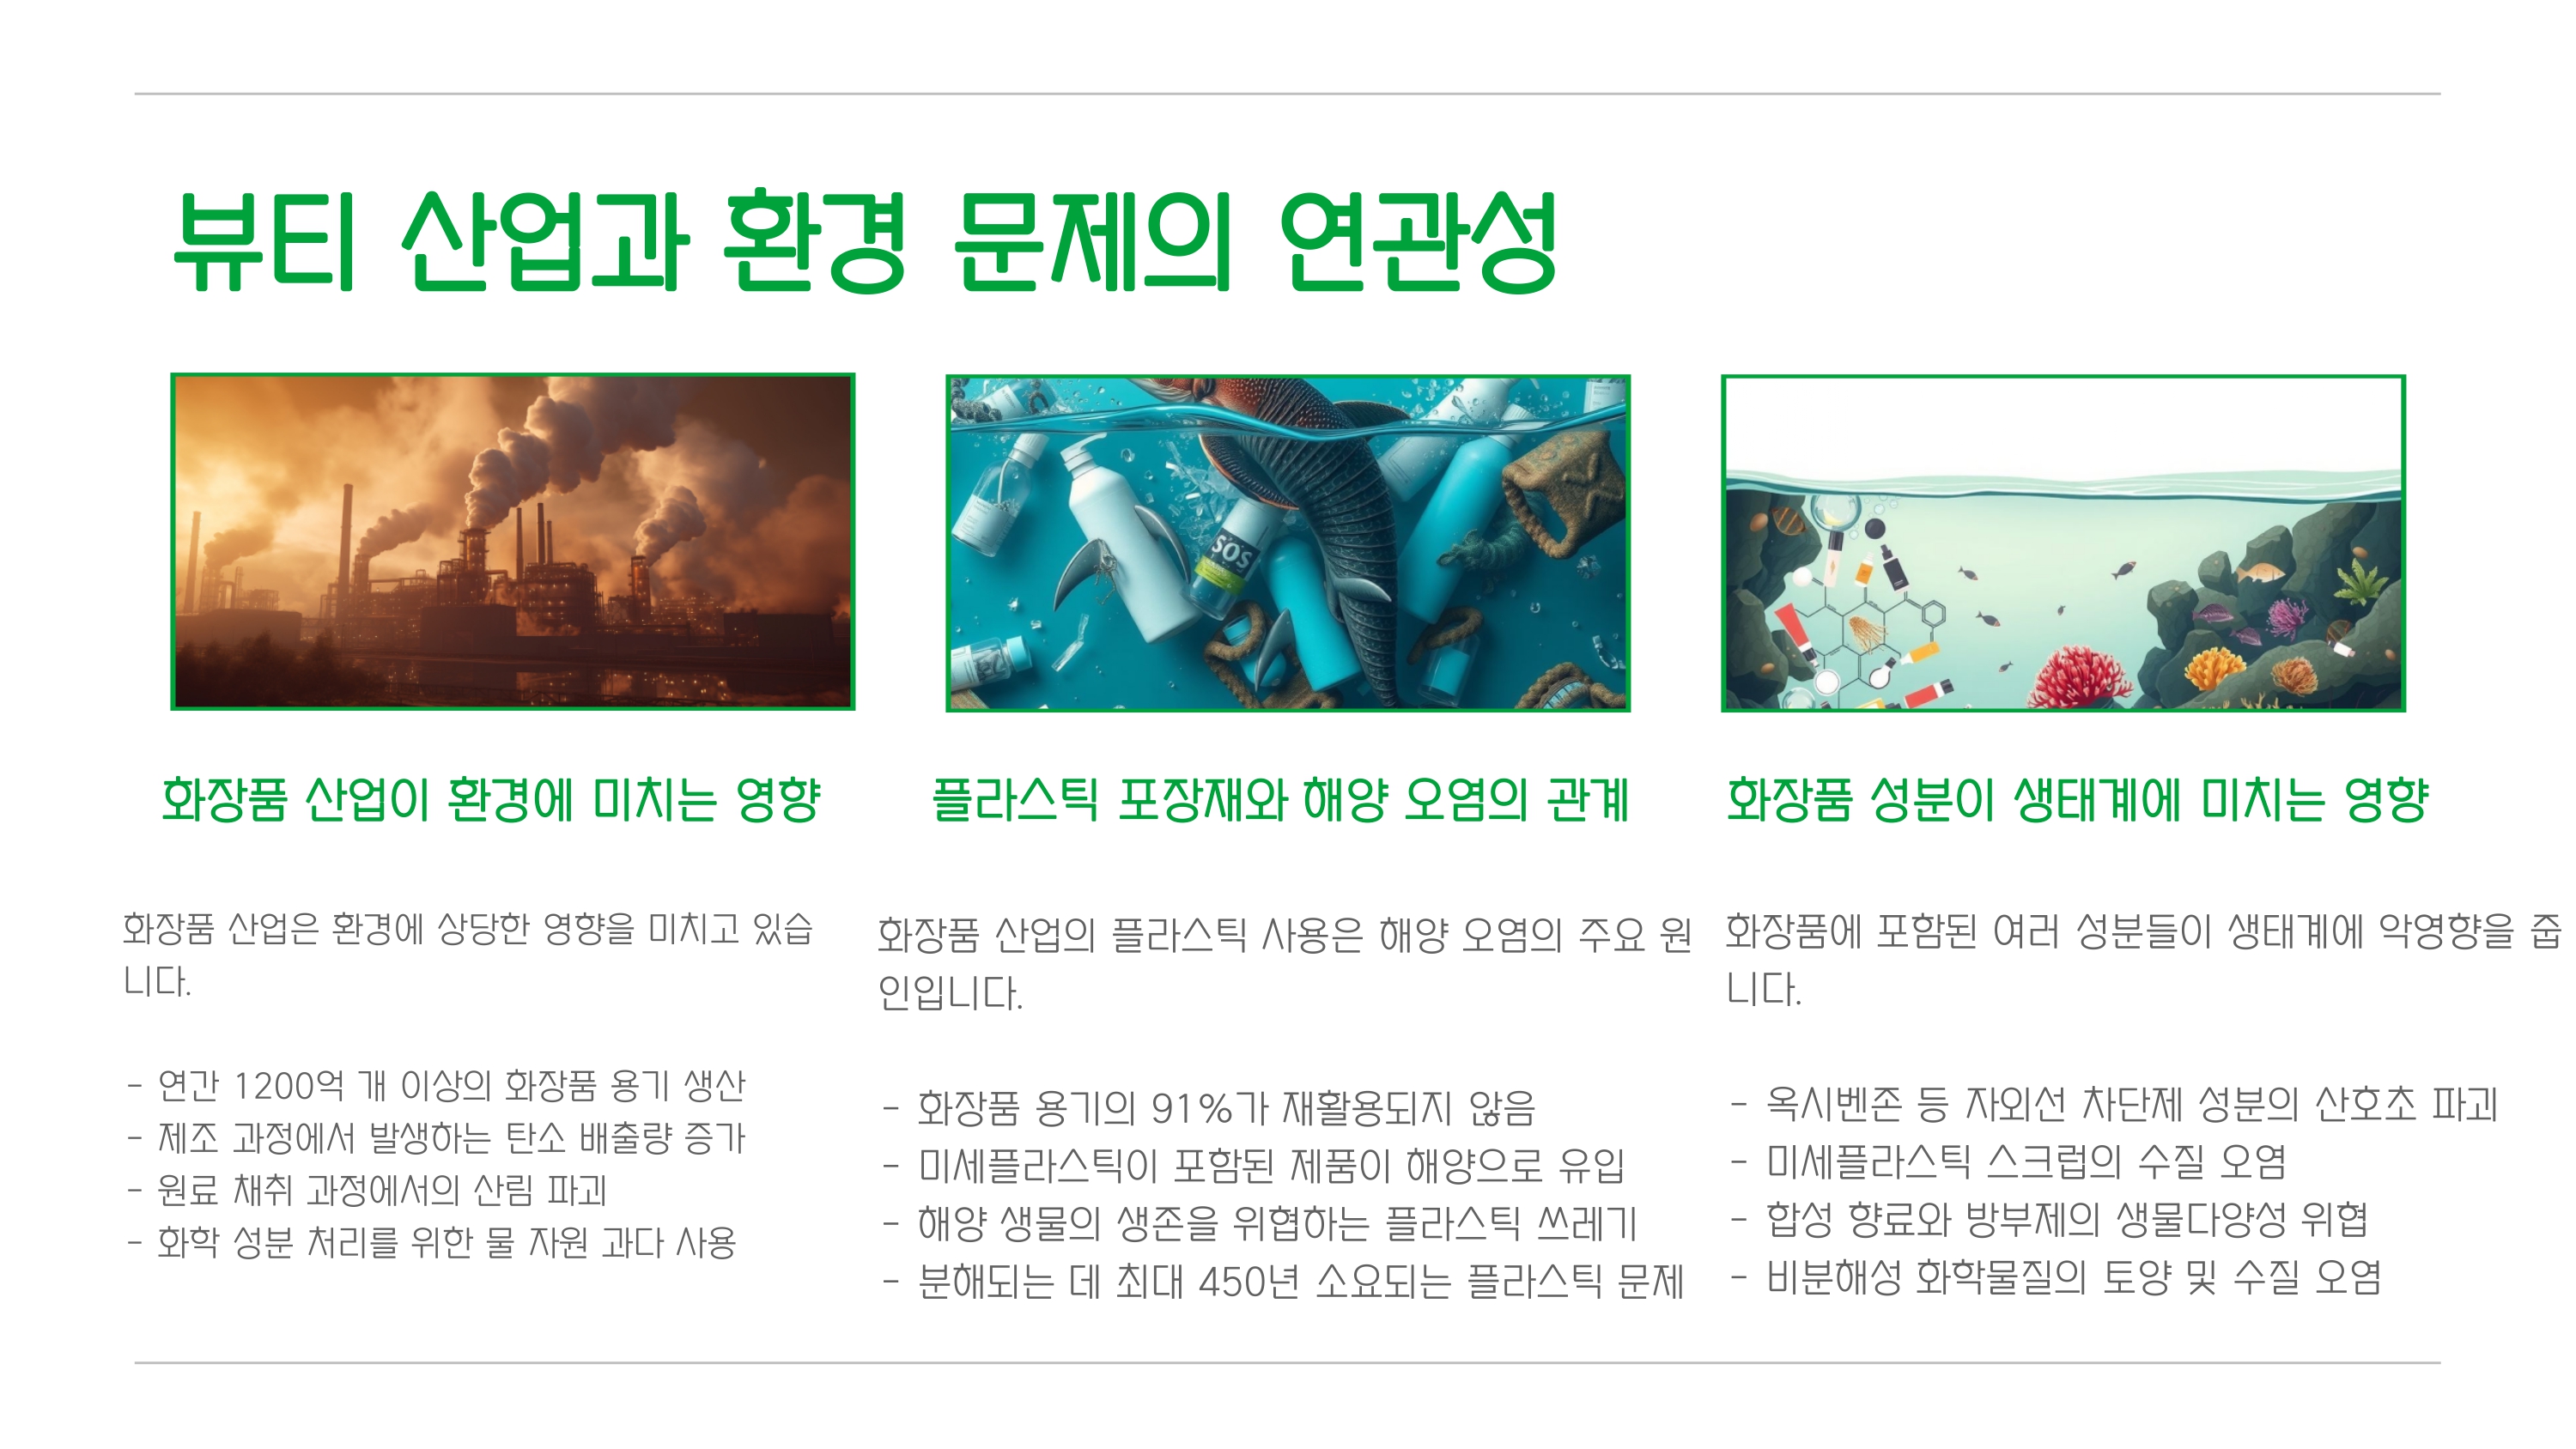 뷰티 산업과 환경 문제의 연관성
SOS
화장품 산업이 환경에 미치는 영향
화장품 산업은 환경에 상당한 영향을 미치고 있습
니다.
- 연간 1200억 개 이상의 화장품 용기 생산
- 제조 과정에서 발생하는 탄소 배출량 증가
- 원료 채취 과정에서의 산림 파괴
- 화학 성분 처리를 위한 물 자원 과다 사용
플라스틱 포장재와 해양 오염의 관계
화장품 산업의 플라스틱 사용은 해양 오염의 주요 원
인입니다.
- 화장품 용기의 91%가 재활용되지 않음
- 미세플라스틱이 포함된 제품이 해양으로 유입
- 해양 생물의 생존을 위협하는 플라스틱 쓰레기
- 분해되는 데 최대 450년 소요되는 플라스틱 문제
화장품 성분이 생태계에 미치는 영향
화장품에 포함된 여러 성분들이 생태계에 악영향을 줍
니다.
- 옥시벤존 등 자외선 차단제 성분의 산호초 파괴
- 미세플라스틱 스크럽의 수질 오염
- 합성 향료와 방부제의 생물다양성 위협
- 비분해성 화학물질의 토양 및 수질 오염